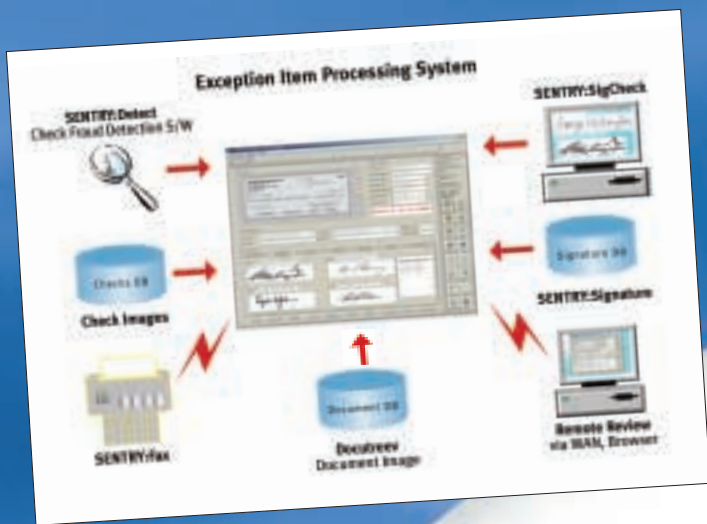 Exception Item Processing System
SENTRY:Detect
Check Fraud Detection S/W
SENTRY:SigCheck
Checks DB
Check Images
Signature DB
SENTRY:Signature
SENTRY:fax
Document DB
Docutreev
Document Image
Remote Review
via WAN, Browser